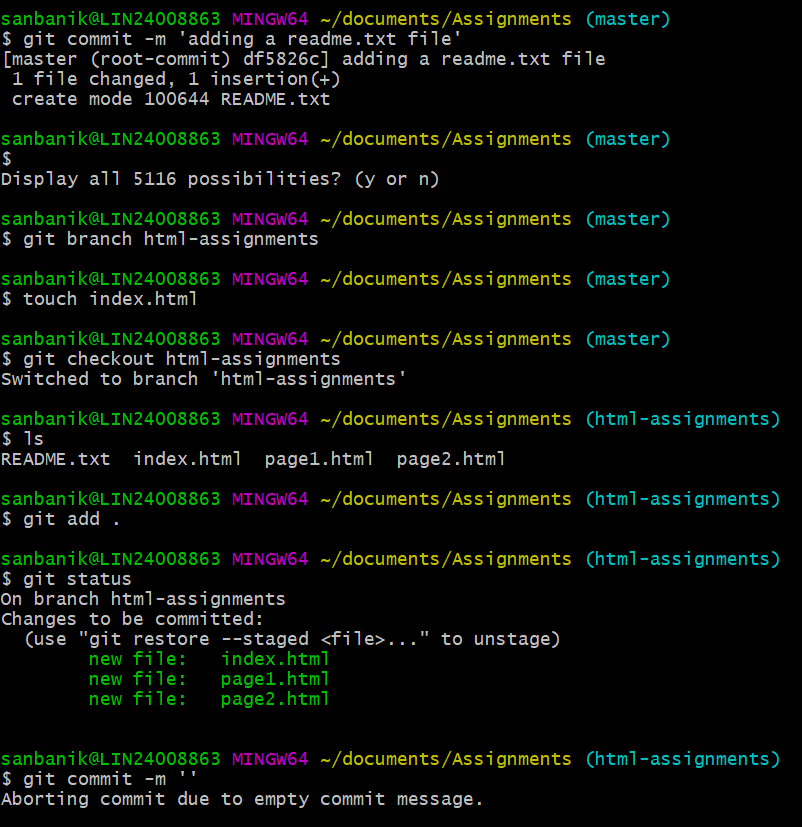 sanbanik@LIN24008863 MINGW64 ~/documents/Assignments (master)
$ git commit -m 'adding a readme.txt file'
[master (root-commit) df5826c] adding a readme.txt file
 1 file changed, 1 insertion(+)
 create mode 100644 README.txt

sanbanik@LIN24008863 MINGW64 ~/documents/Assignments (master)
$
Display all 5116 possibilities? (y or n)

sanbanik@LIN24008863 MINGW64 ~/documents/Assignments (master)
$ git branch html-assignments

sanbanik@LIN24008863 MINGW64 ~/documents/Assignments (master)
$ touch index.html

sanbanik@LIN24008863 MINGW64 ~/documents/Assignments (master)
$ git checkout html-assignments
Switched to branch 'html-assignments'

sanbanik@LIN24008863 MINGW64 ~/documents/Assignments (html-assignments)
$ ls
README.txt  index.html  page1.html  page2.html

sanbanik@LIN24008863 MINGW64 ~/documents/Assignments (html-assignments)
$ git add .

sanbanik@LIN24008863 MINGW64 ~/documents/Assignments (html-assignments)
$ git status
On branch html-assignments
Changes to be committed:
  (use "git restore --staged <file>..." to unstage)
        new file:   index.html
        new file:   page1.html
        new file:   page2.html

sanbanik@LIN24008863 MINGW64 ~/documents/Assignments (html-assignments)
$ git commit -m ''
Aborting commit due to empty commit message.